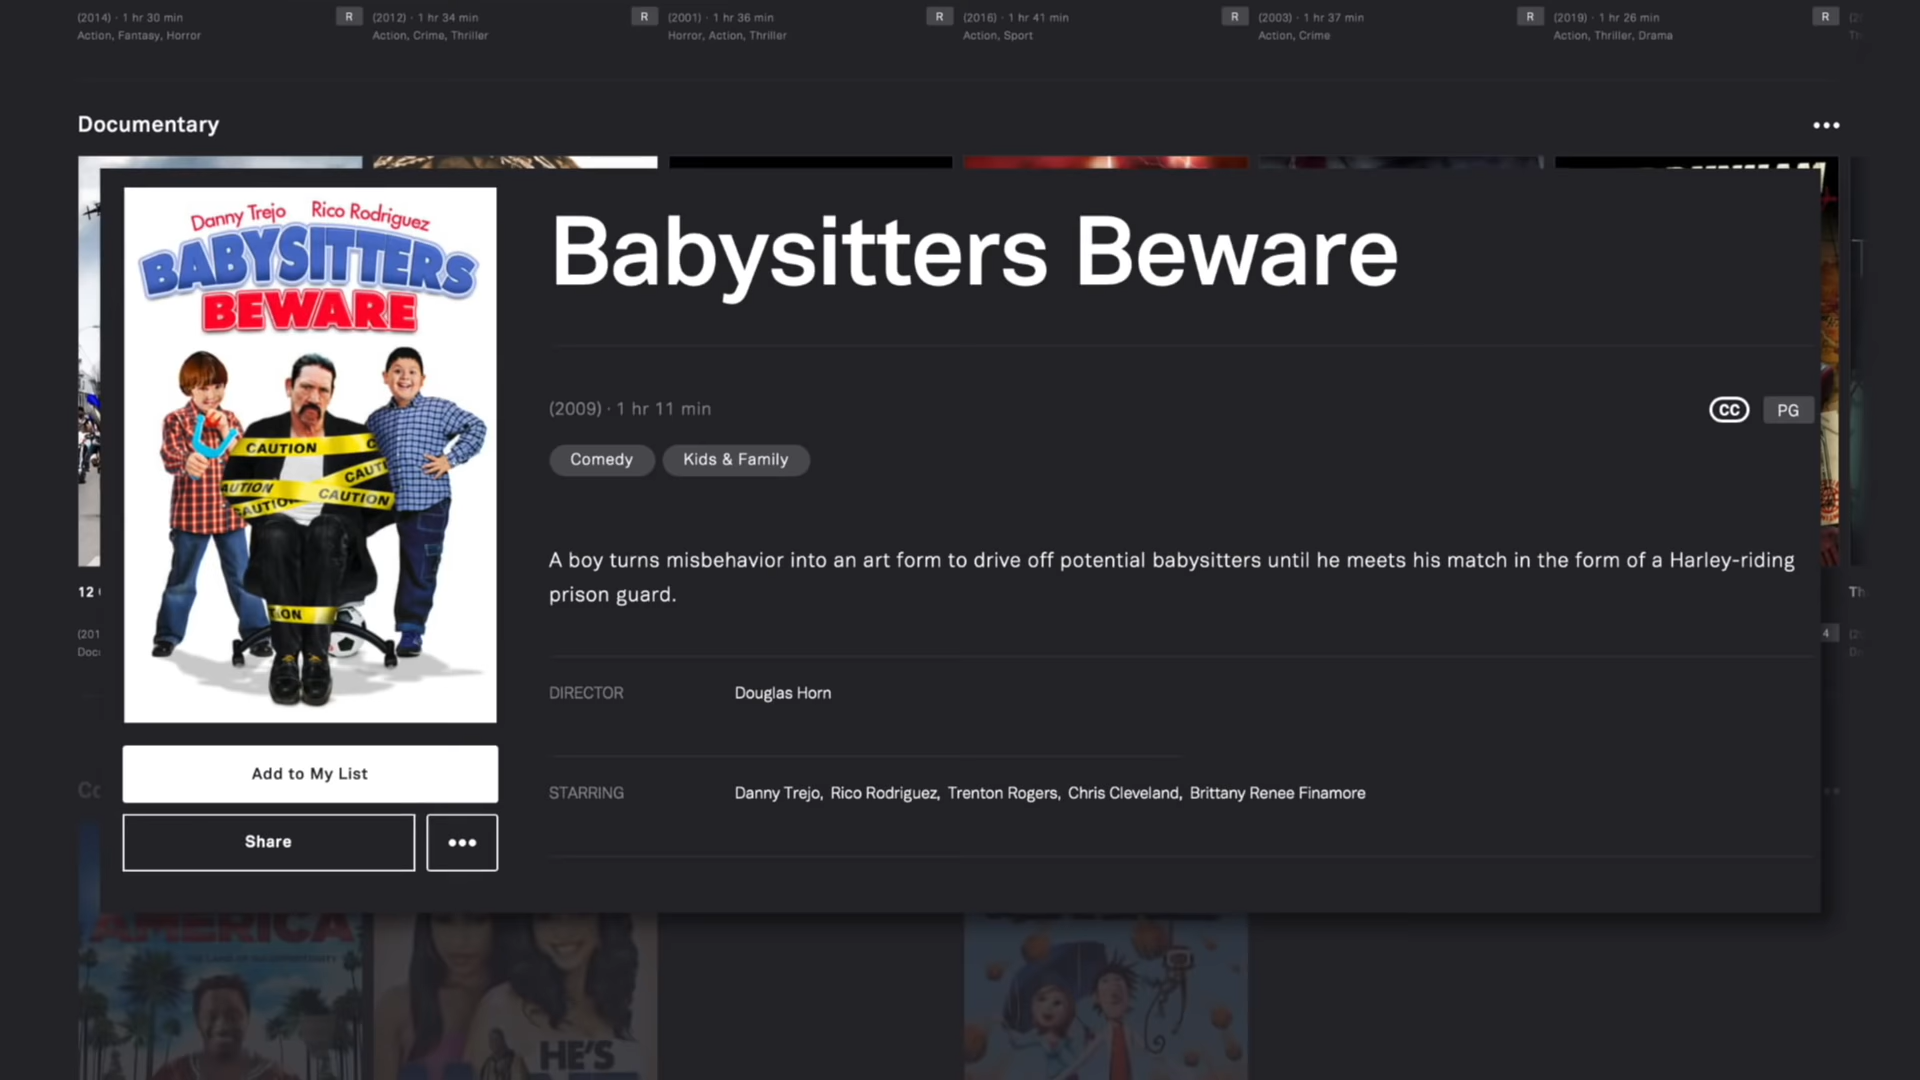 (2014) · 1 hr 30 min
R
(2012) · 1 hr 34 min
R
(2001) · 1 hr 36 min
R
(2016) · 1 hr 41 min
R
(2003) · 1 hr 37 min
R
(2019) · 1 hr 26 min
R
Action, Fantasy, Horror
Action, Crime, Thriller
Horror, Action, Thriller
Action, Sport
Action, Crime
Action, Thriller, Drama
Documentary
Danny Trejo Rico Rodriguez
BABYSITTERS
BEWARE
CAUTION
CAUTION
CAUTION
Babysitters Beware
(2009) · 1 hr 11 min
CC
PG
Comedy
Kids & Family
A boy turns misbehavior into an art form to drive off potential babysitters until he meets his match in the form of a Harley-riding
prison guard.
DIRECTOR
Douglas Horn
STARRING
Danny Trejo, Rico Rodriguez, Trenton Rogers, Chris Cleveland, Brittany Renee Finamore
Add to My List
Share
12
4
AMERICA
HE'S